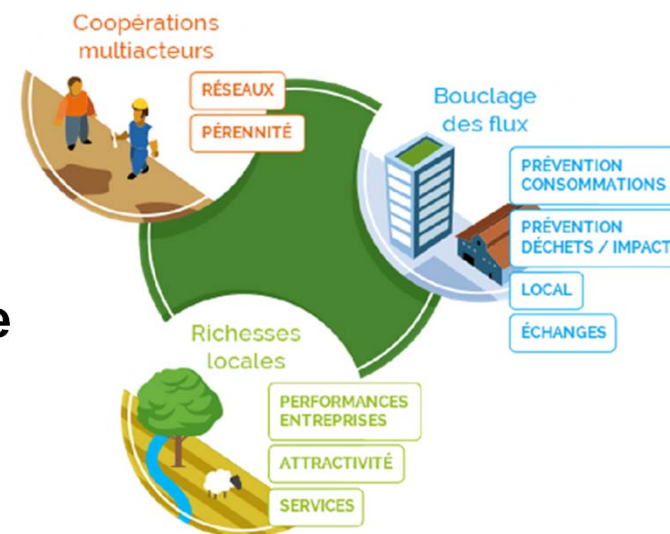 Coopérations
multiacteurs
RÉSEAUX
PÉRENNITÉ
Bouclage
des flux
PRÉVENTION
CONSOMMATIONS
PRÉVENTION
DÉCHETS / IMPACT
LOCAL
ÉCHANGES
e
Richesses
locales
PERFORMANCES
ENTREPRISES
ATTRACTIVITÉ
SERVICES